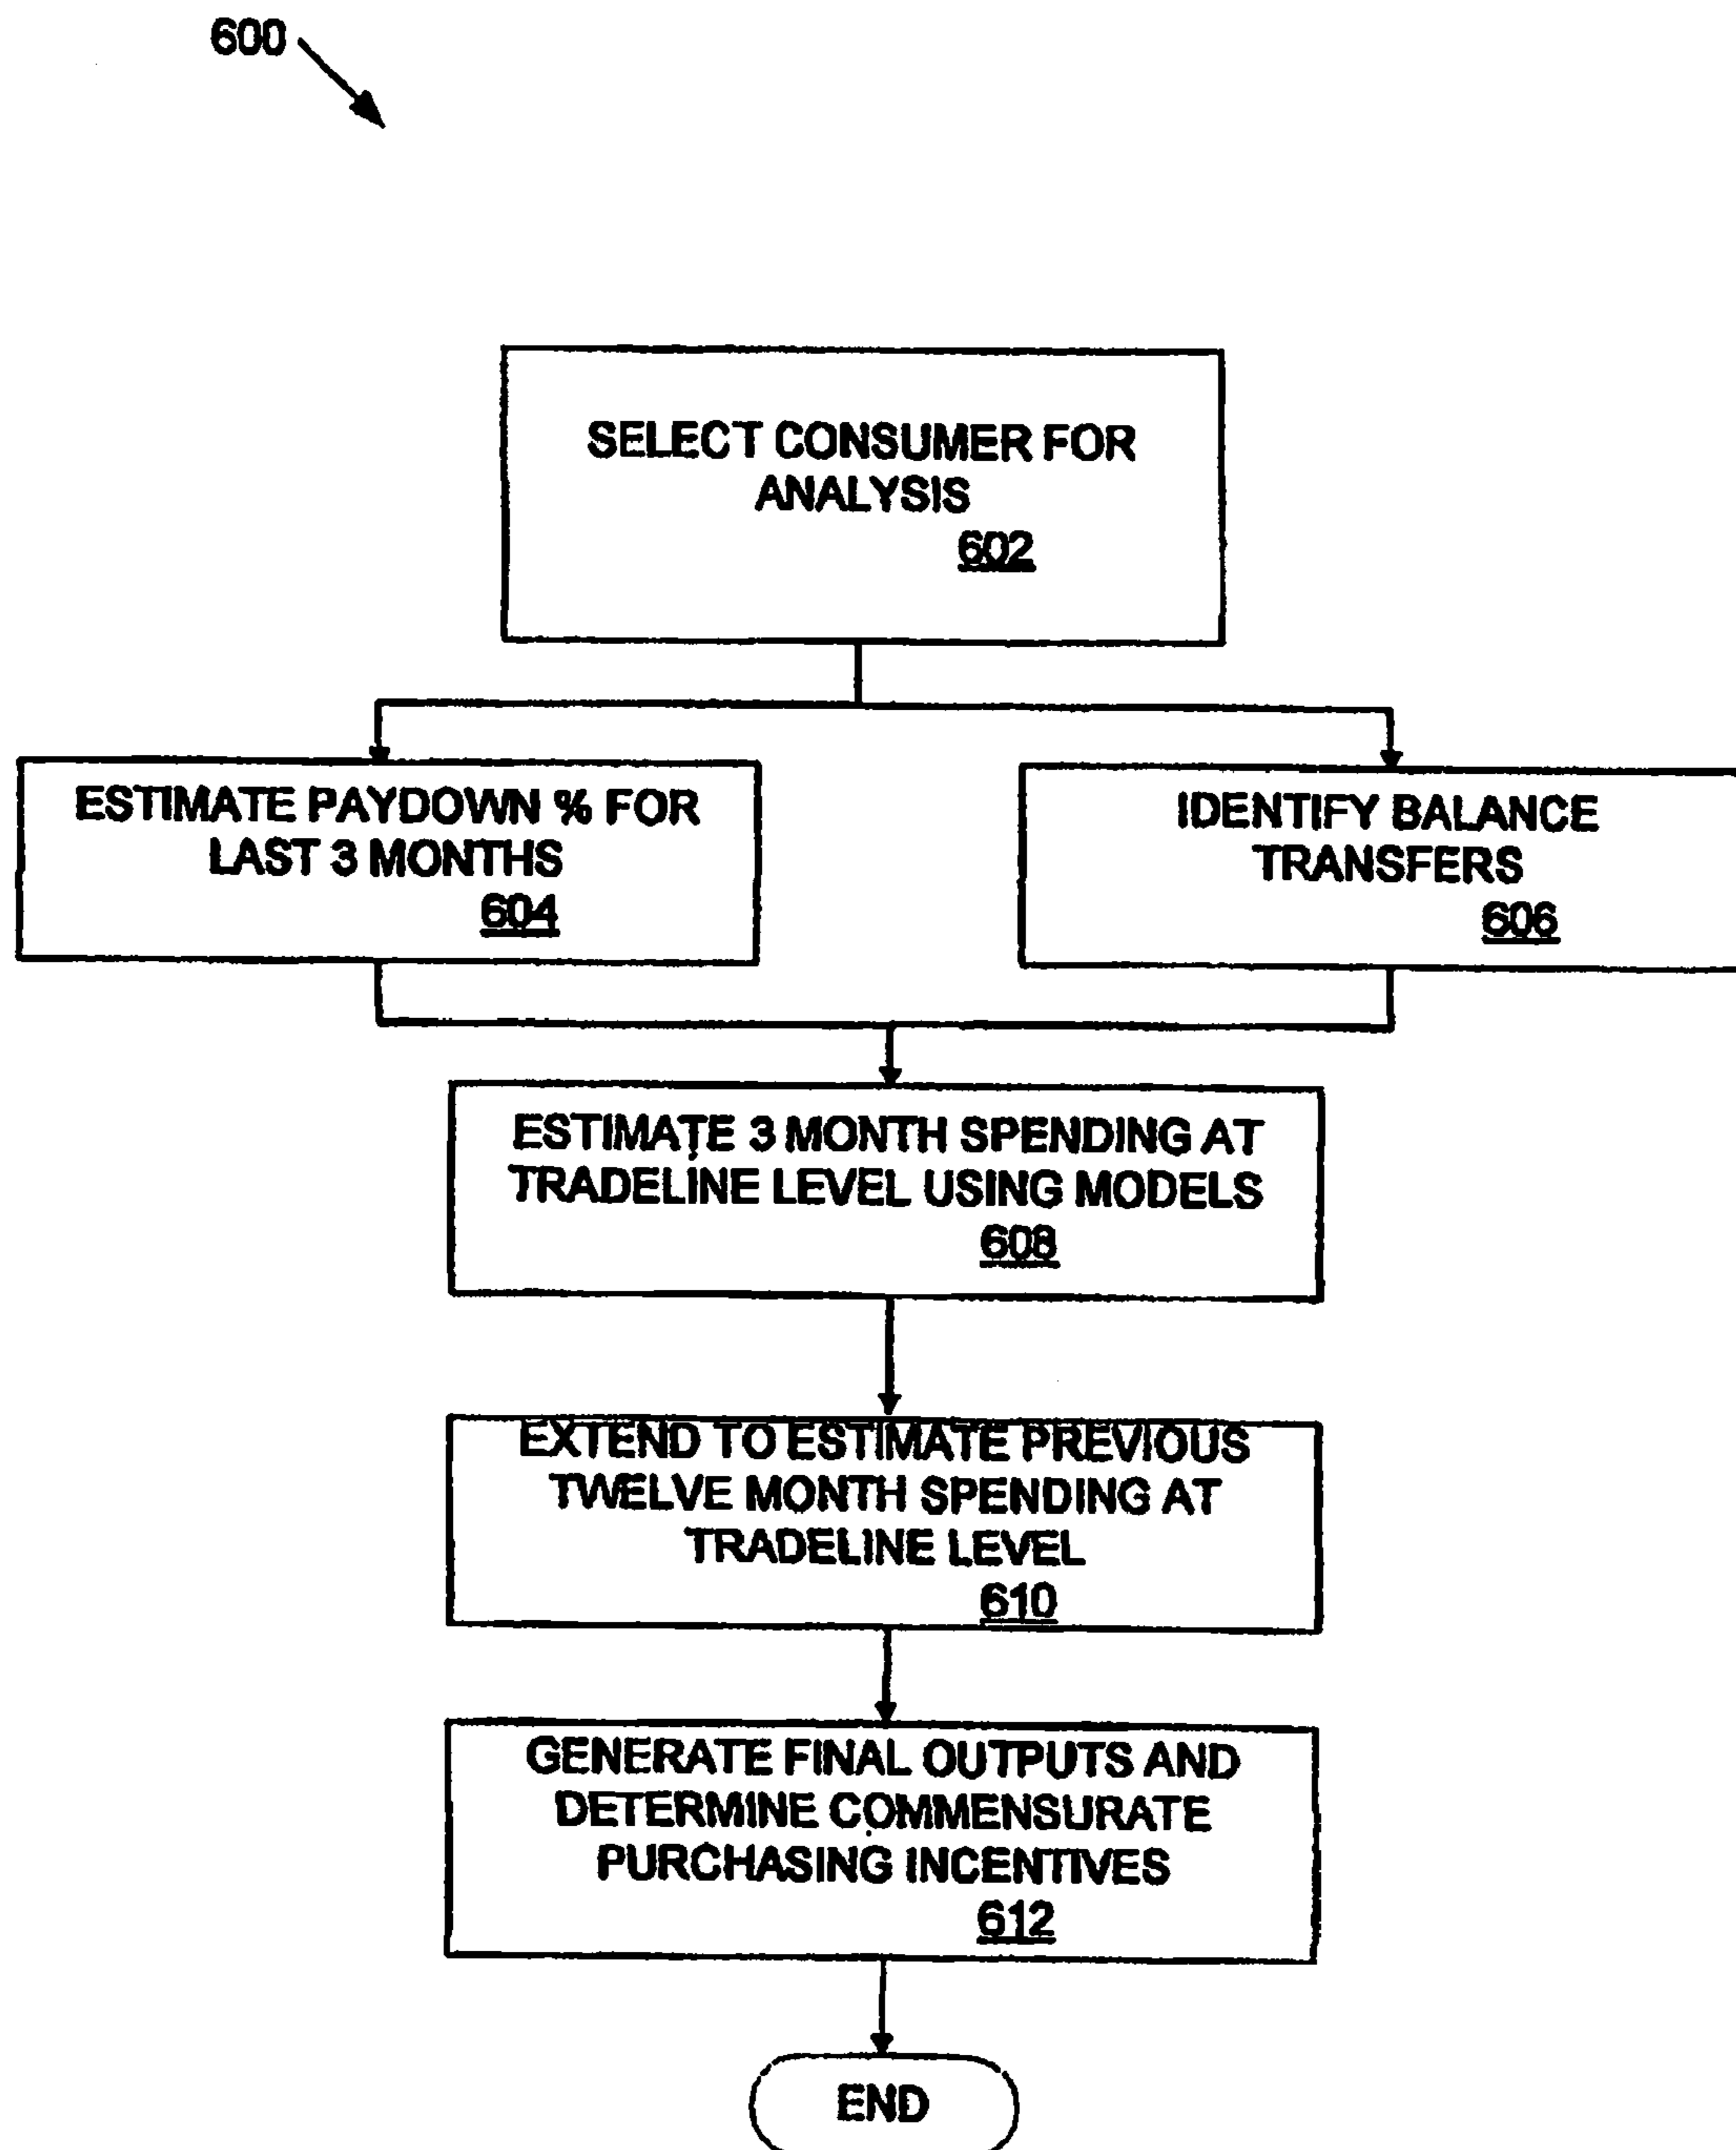 600
SELECT CONSUMER FOR
ANALYSIS
602
ESTIMATE PAYDOWN % FOR
LAST 3 MONTHS
604
IDENTIFY BALANCE
TRANSFERS
606
ESTIMATE 3 MONTH SPENDING AT
TRADELINE LEVEL USING MODELS
608
EXTEND TO ESTIMATE PREVIOUS
TWELVE MONTH SPENDING AT
TRADELINE LEVEL
610
GENERATE FINAL OUTPUTS AND
DETERMINE COMMENSURATE
PURCHASING INCENTIVES
612
END